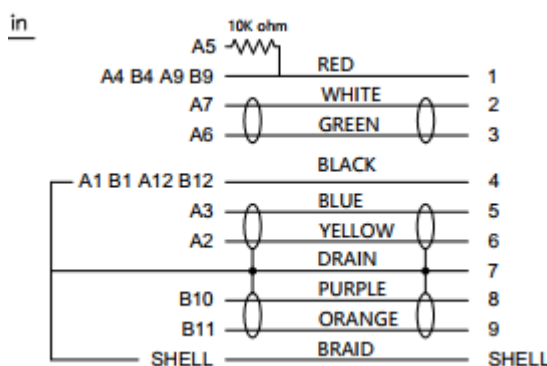 in
10K ohm
A5
A4 B4 A9 B9 RED 1
A7 WHITE 2
A6 GREEN 3
A1 B1 A12 B12 BLACK 4
A3 BLUE 5
A2 YELLOW 6
DRAIN 7
B10 PURPLE 8
B11 ORANGE 9
SHELL BRAID SHELL